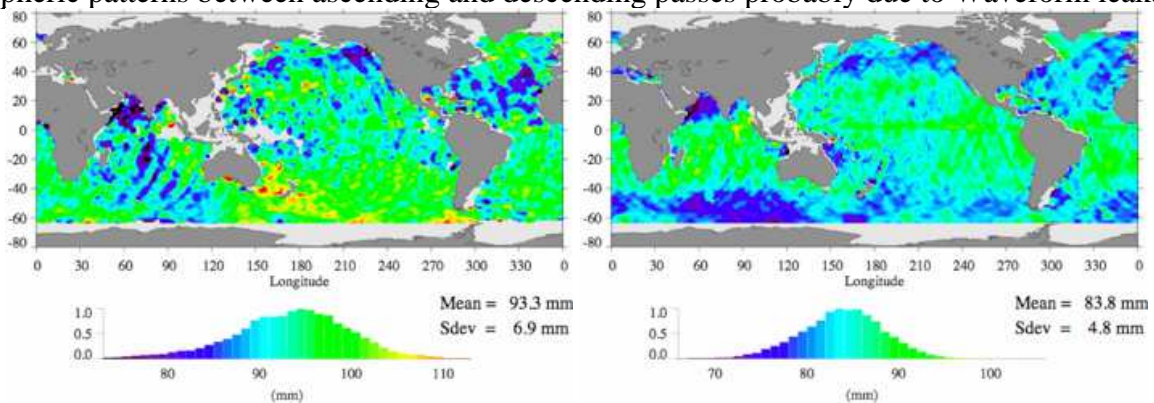 pheric patterns between ascending and descending passes probably due to waveform leak
80 80
60 60
40 40
20 20
0 0
-20 -20
-40 -40
-60 -60
-80 -80
0 30 60 90 120 150 180 210 240 270 300 330 0 0 30 60 90 120 150 180 210 240 270 300 330 0
Longitude Longitude
Mean = 93.3 mm Mean = 83.8 mm
Sdev = 6.9 mm Sdev = 4.8 mm
1.0 1.0
0.5 0.5
0.0 0.0
80 90 100 110 70 80 90 100
(mm) (mm)